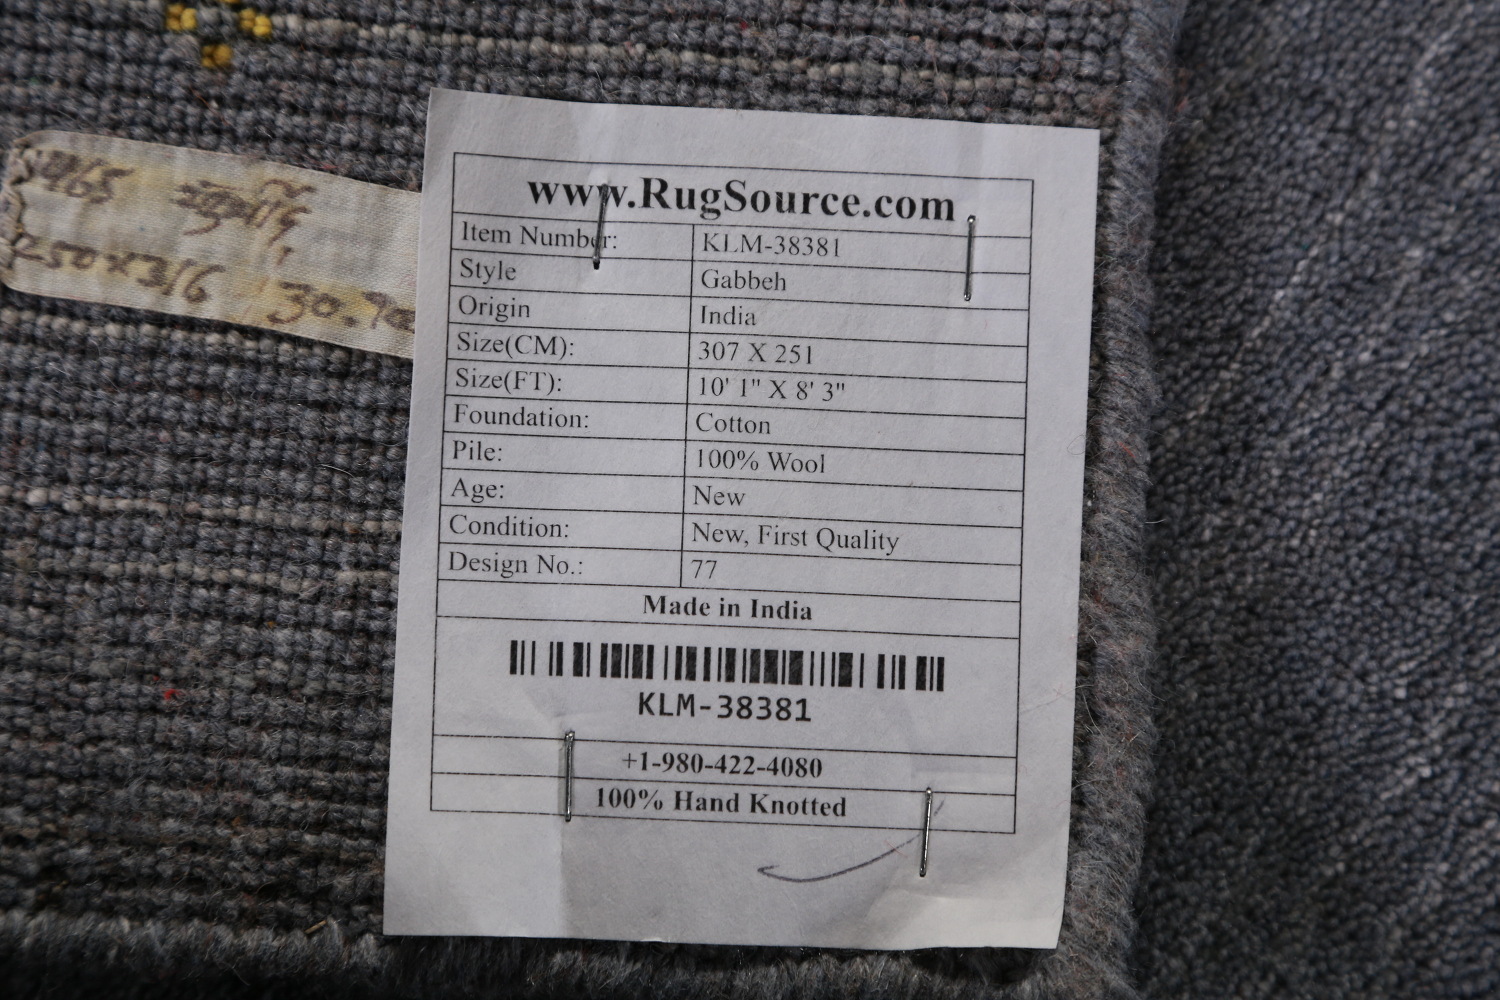 www.RugSource.com
Item Number: KLM-38381
Style Gabbeh
Origin India
Size(CM): 307 X 251
Size(FT): 10' 1" X 8' 3"
Foundation: Cotton
Pile: 100% Wool
Age: New
Condition: New, First Quality
Design No.: 77
Made in India
KLM-38381
+1-980-422-4080
100% Hand Knotted